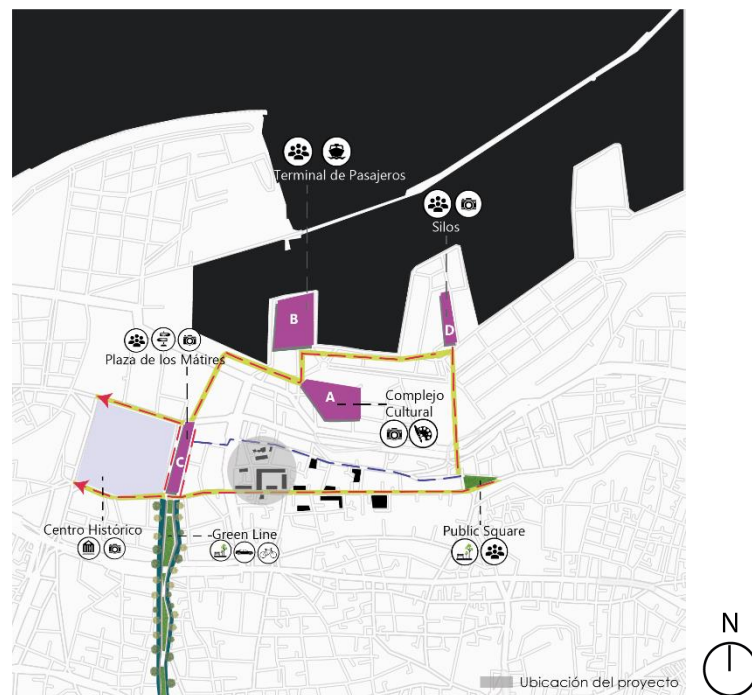 Terminal de Pasajeros
Silos
B
D
Plaza de los Mátires
A
Complejo
Cultural
C
Centro Histórico
Green Line
Public Square
N
Ubicación del proyecto